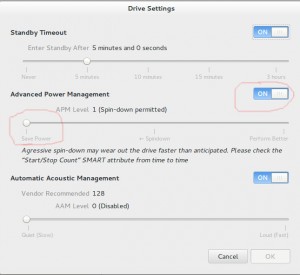 Drive Settings
Standby Timeout
ON
Enter Standby After 5 minutes and 0 seconds
Never 5 minutes 10 minutes 15 minutes 3 hours
Advanced Power Management
ON
APM Level 1 (Spin-down permitted)
Save Power ← Spindown Perform Better
Agressive spin-down may wear out the drive faster than anticipated. Please check the
"Start/Stop Count" SMART attribute from time to time
Automatic Acoustic Management
ON
Vendor Recommended 128
AAM Level 0 (Disabled)
Quiet (Slow) Loud (Fast)
Cancel OK